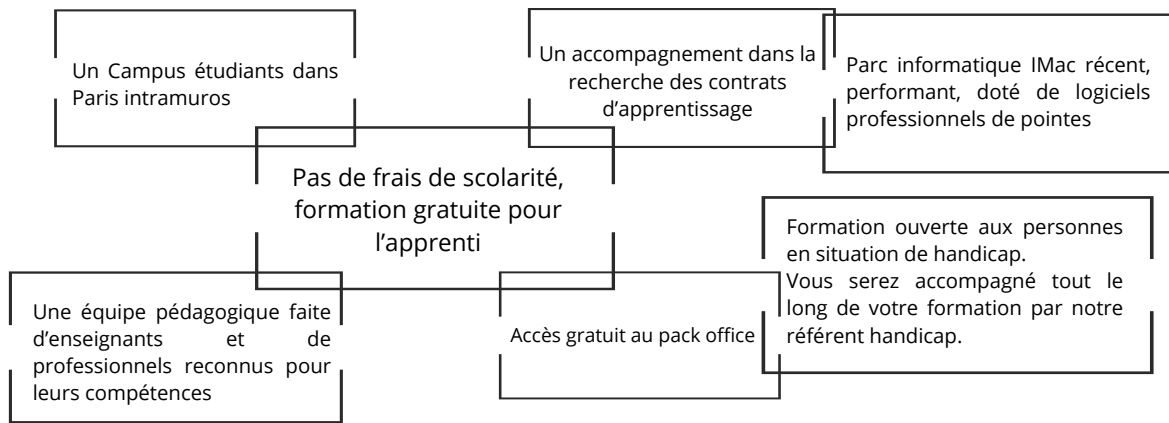 Un Campus étudiants dans
Paris intramuros
Un accompagnement dans la
recherche des contrats
d'apprentissage
Parc informatique IMac récent,
performant, doté de logiciels
professionnels de pointes
Pas de frais de scolarité,
formation gratuite pour
l'apprenti
Formation ouverte aux personnes
en situation de handicap.
Vous serez accompagné tout le
long de votre formation par notre
référent handicap.
Une équipe pédagogique faite
d'enseignants et de
professionnels reconnus pour
leurs compétences
Accès gratuit au pack office